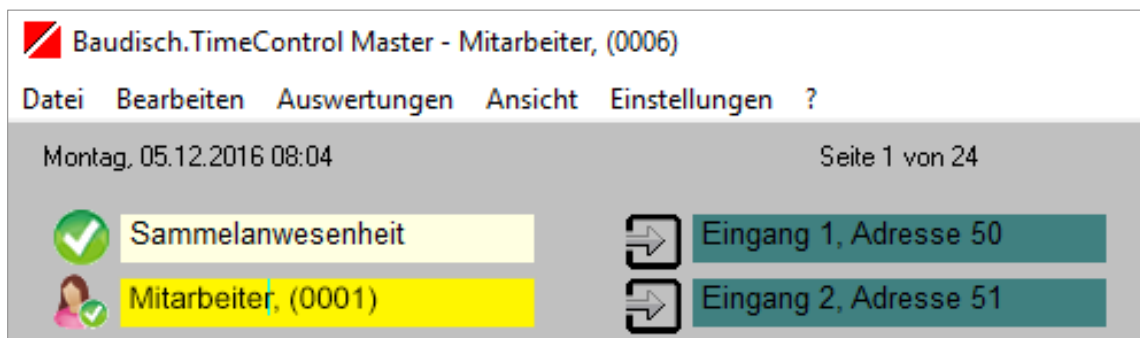 Baudisch.TimeControl Master - Mitarbeiter, (0006)
Datei Bearbeiten Auswertungen Ansicht Einstellungen ?
Montag, 05.12.2016 08:04 Seite 1 von 24
Sammelanwesenheit Eingang 1, Adresse 50
Mitarbeiter, (0001) Eingang 2, Adresse 51